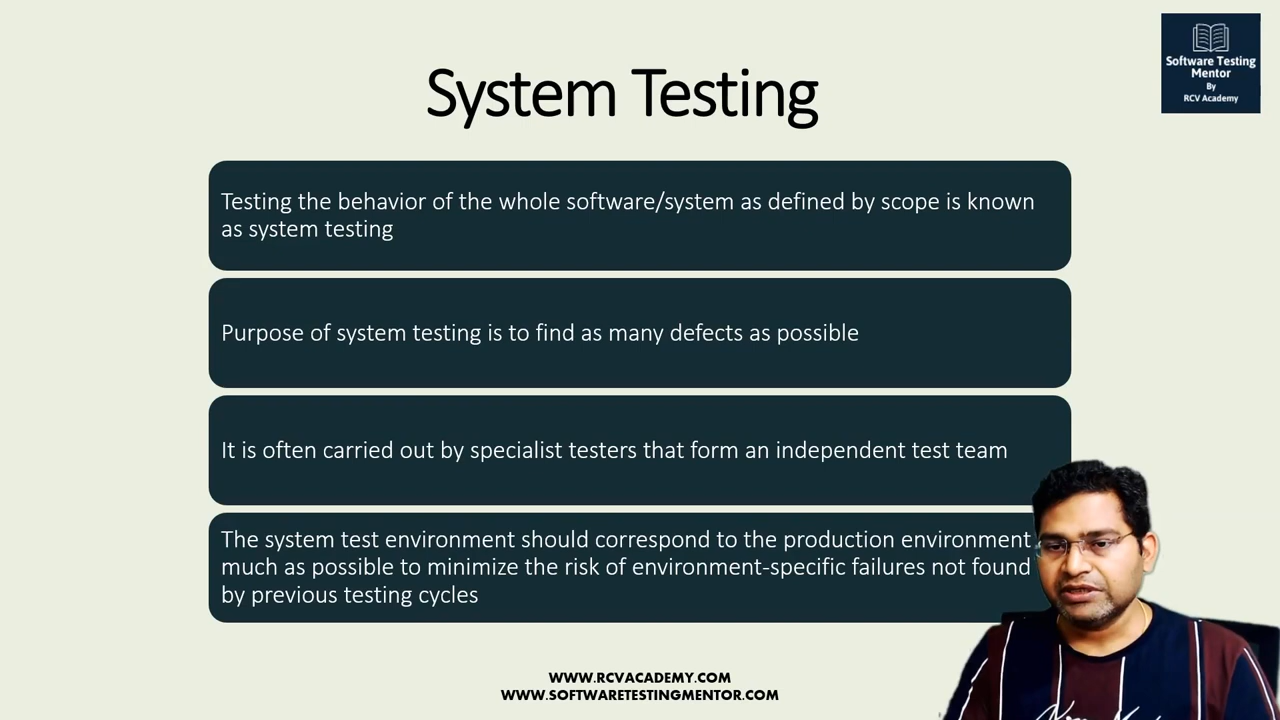 Software Testing
Mentor
By
RCV Academy
System Testing
Testing the behavior of the whole software/system as defined by scope is known
as system testing
Purpose of system testing is to find as many defects as possible
It is often carried out by specialist testers that form an independent test team
The system test environment should correspond to the production environment
much as possible to minimize the risk of environment-specific failures not found
by previous testing cycles
WWW.RCVACADEMY.COM
WWW.SOFTWARETESTINGMENTOR.COM